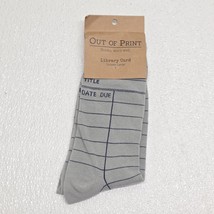 OUT OF PRINT
Library Card
TITLE
DATE DUE